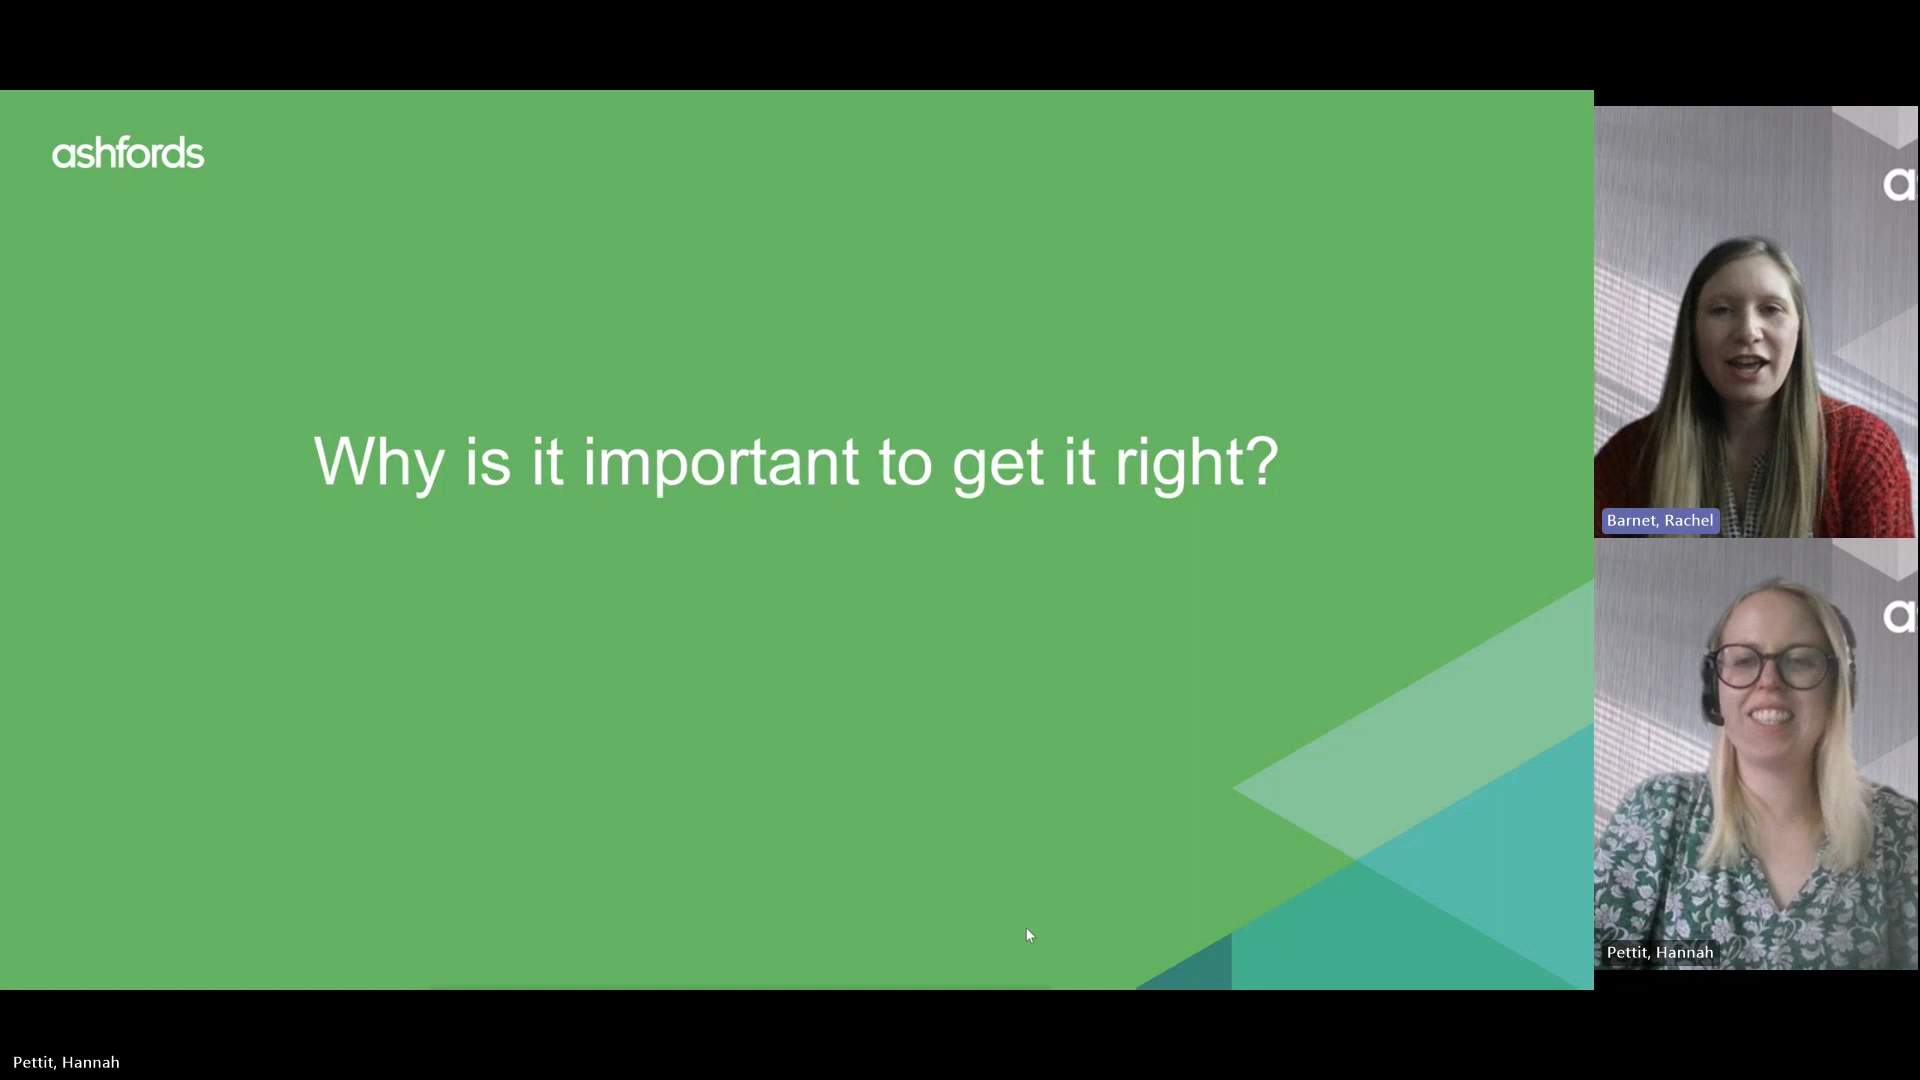 ashfords
Why is it important to get it right?
a
Barnet, Rachel
a
Pettit, Hannah
Pettit, Hannah